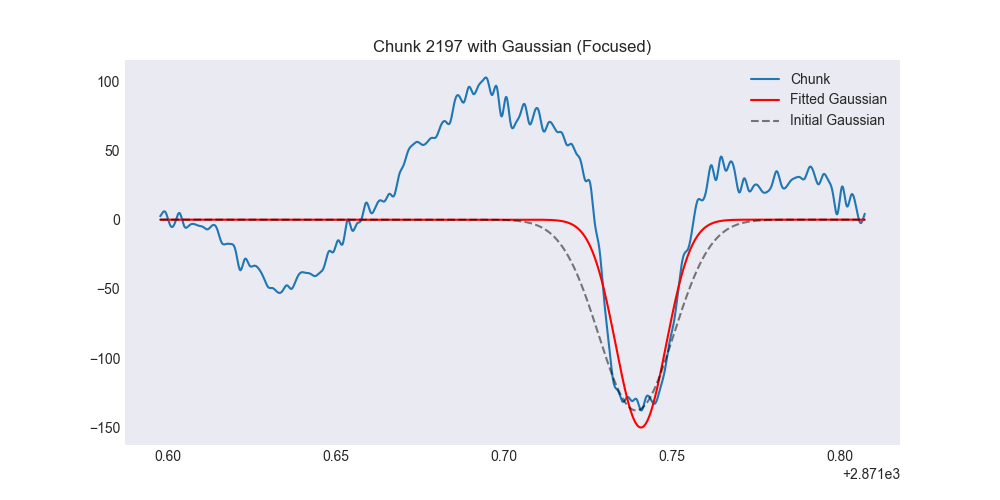 Chunk 2197 with Gaussian (Focused)
Chunk
Fitted Gaussian
Initial Gaussian
100
50
0
−50
−100
−150
0.60 0.65 0.70 0.75 0.80
+2.871e3